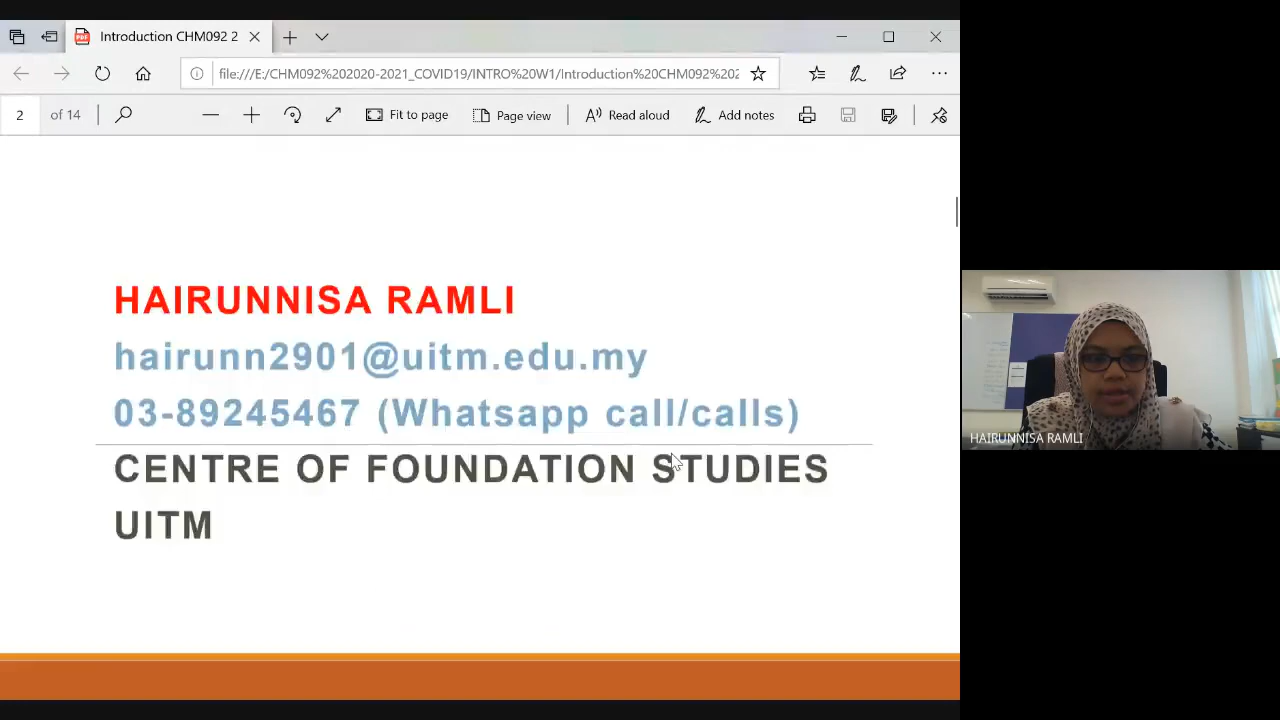 Introduction CHM092 2
file:///E:/CHM092%202020-2021_COVID19/INTRO%20W1/Introduction%20CHM092%202
2 of 14
Fit to page
Page view
Read aloud
Add notes
HAIRUNNISA RAMLI
hairunn2901@uitm.edu.my
03-89245467 (Whatsapp call/calls)
CENTRE OF FOUNDATION STUDIES
UITM
HAIRUNNISA RAMLI